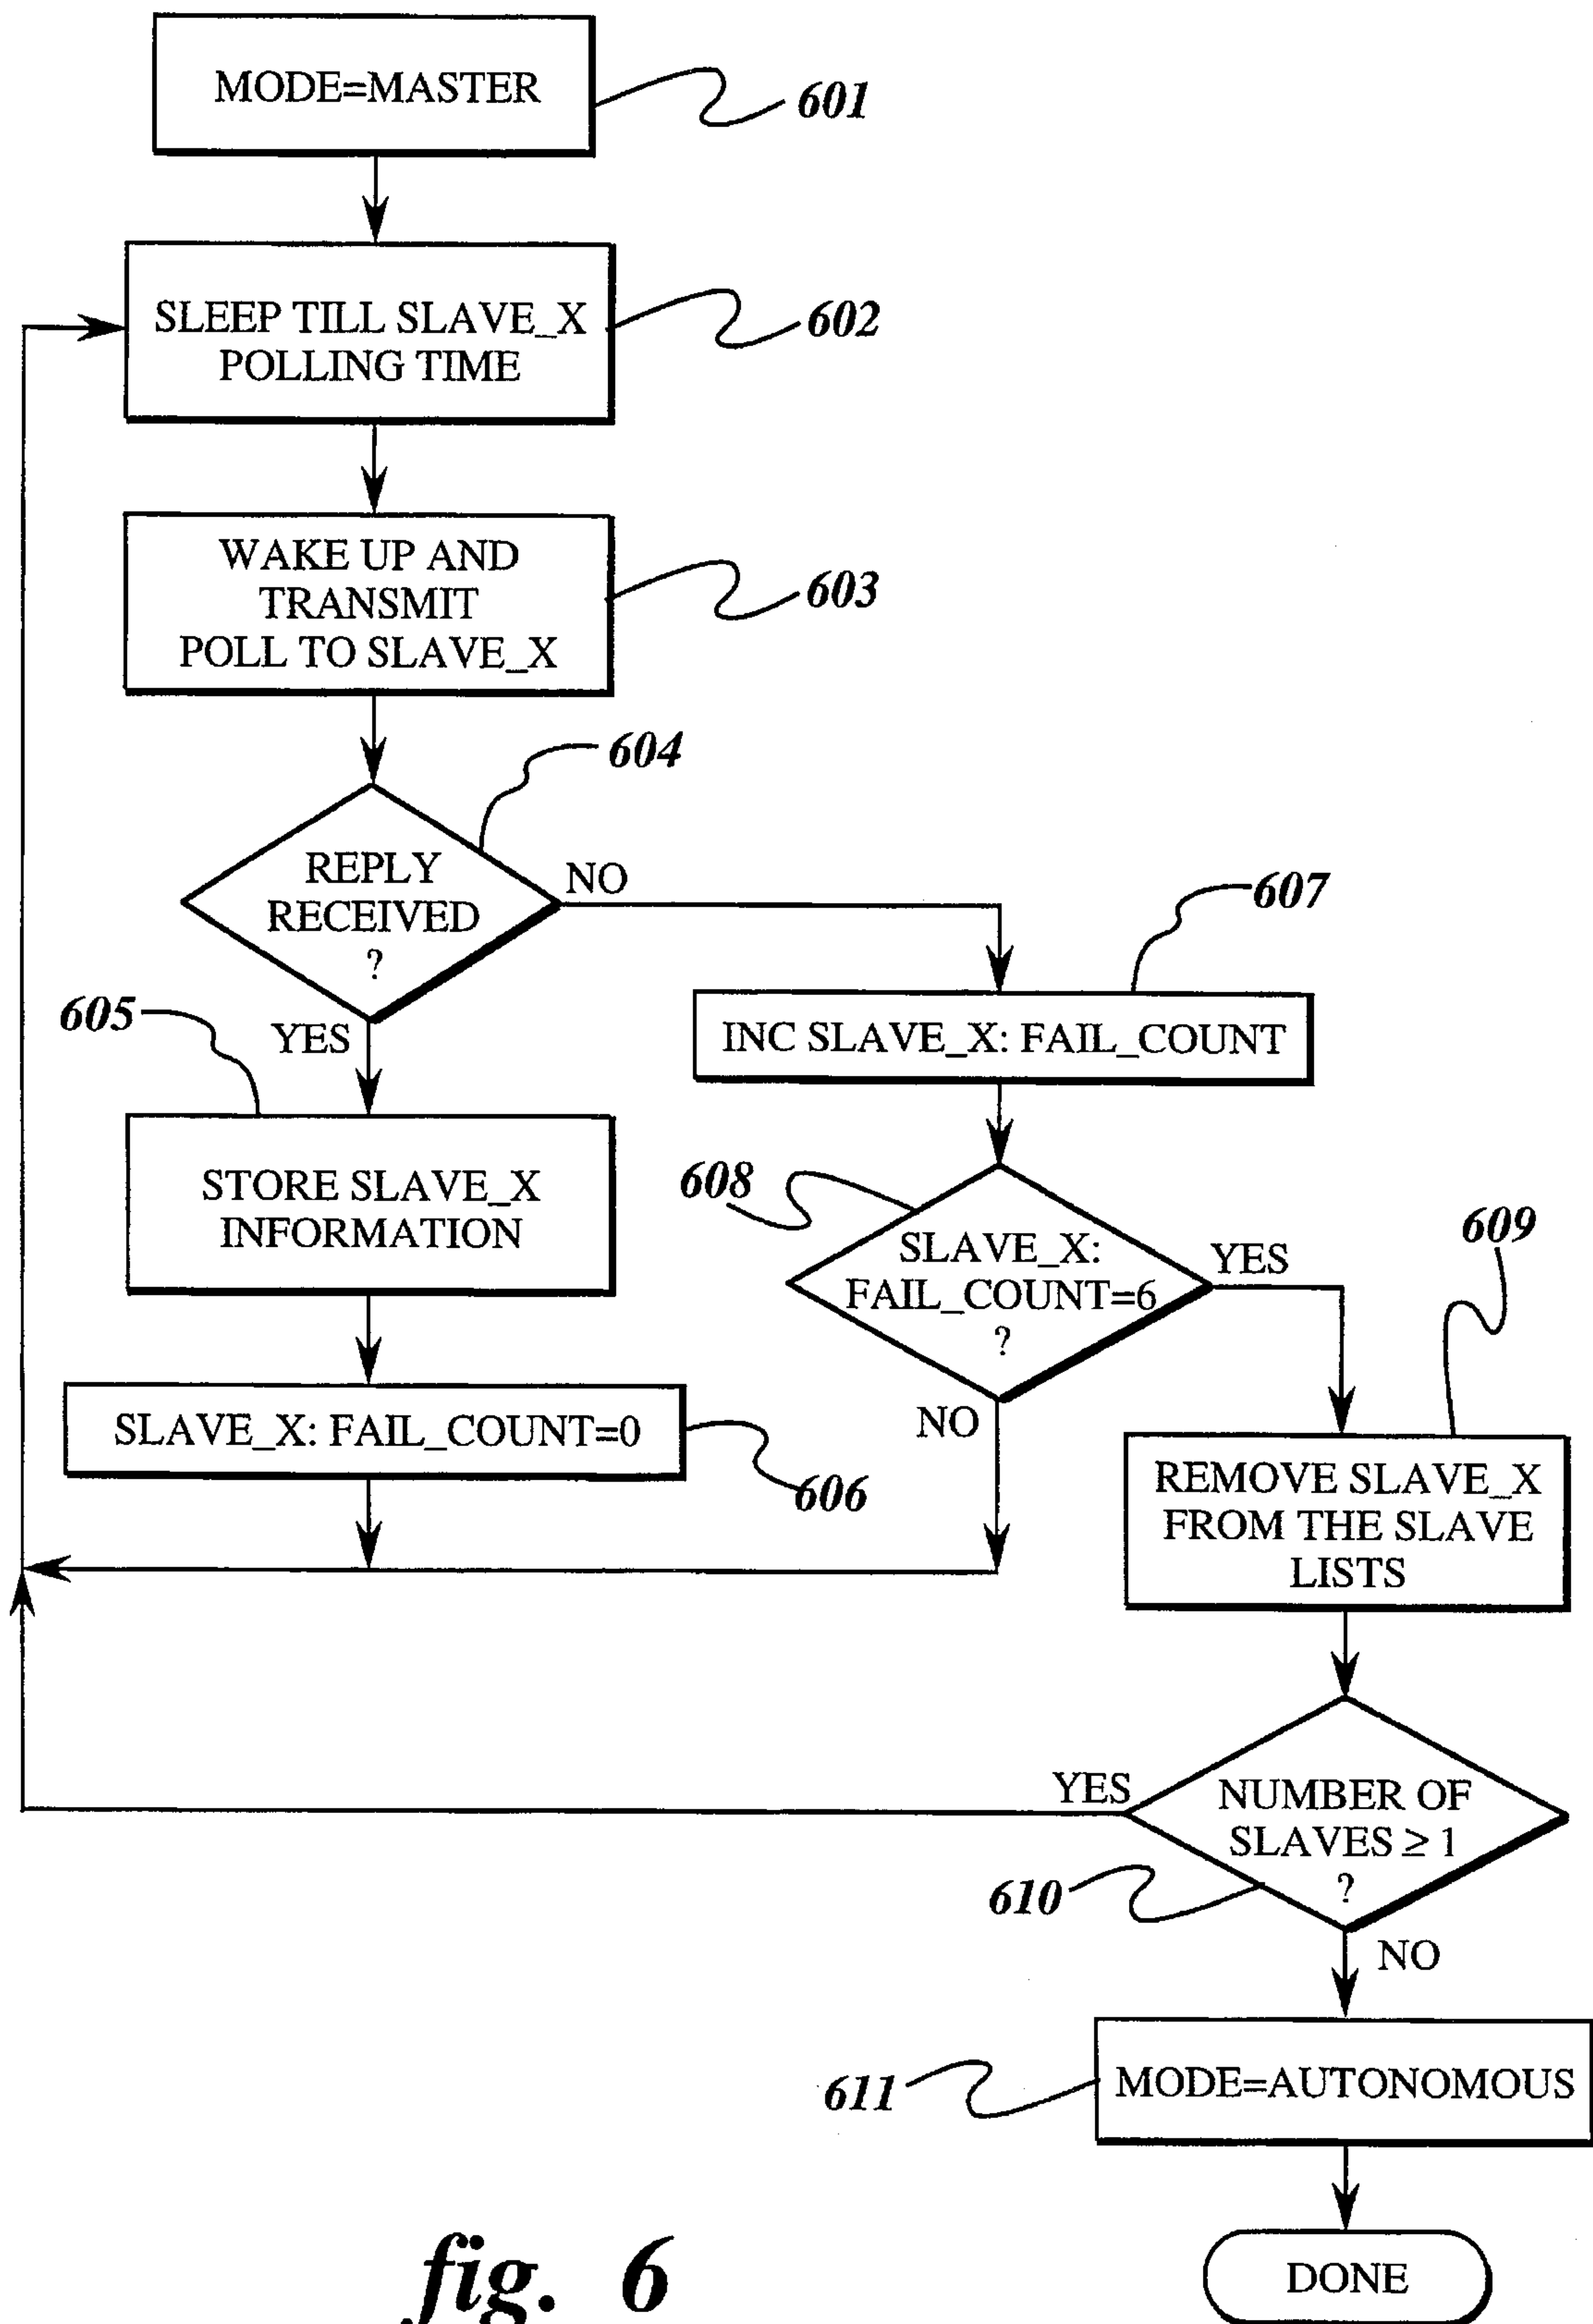 MODE=MASTER
601
SLEEP TILL SLAVE_X
POLLING TIME
602
WAKE UP AND
TRANSMIT
POLL TO SLAVE_X
603
604
REPLY
RECEIVED
?
NO
YES
605
STORE SLAVE_X
INFORMATION
SLAVE_X: FAIL_COUNT=0
606
607
INC SLAVE_X: FAIL_COUNT
608
SLAVE_X:
FAIL_COUNT=6
?
YES
NO
609
REMOVE SLAVE_X
FROM THE SLAVE
LISTS
YES
NUMBER OF
SLAVES ≥ 1
?
610
NO
611
MODE=AUTONOMOUS
DONE
fig. 6